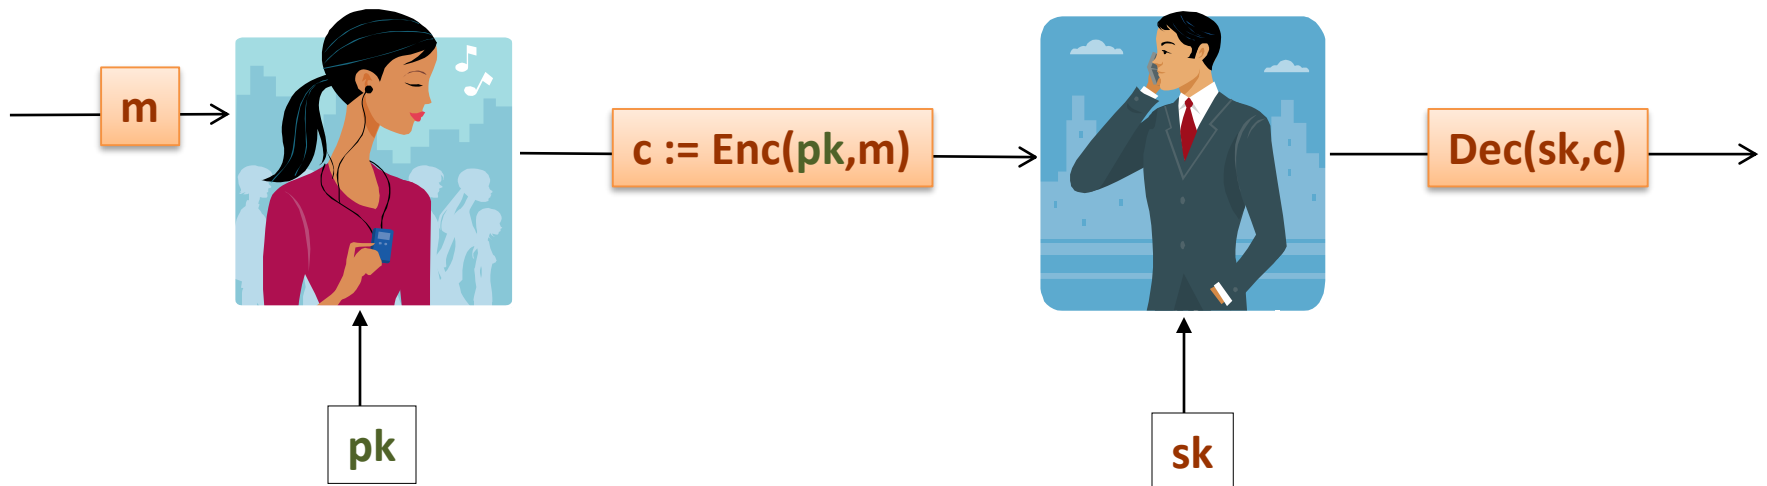 m
c := Enc(pk,m)
Dec(sk,c)
pk
sk